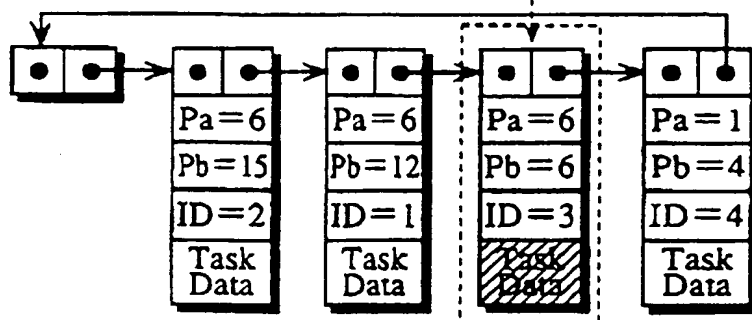 Pa=6
Pb=15
ID=2
Task
Data
Pa=6
Pb=12
ID=1
Task
Data
Pa=6
Pb=6
ID=3
Task
Data
Pa=1
Pb=4
ID=4
Task
Data